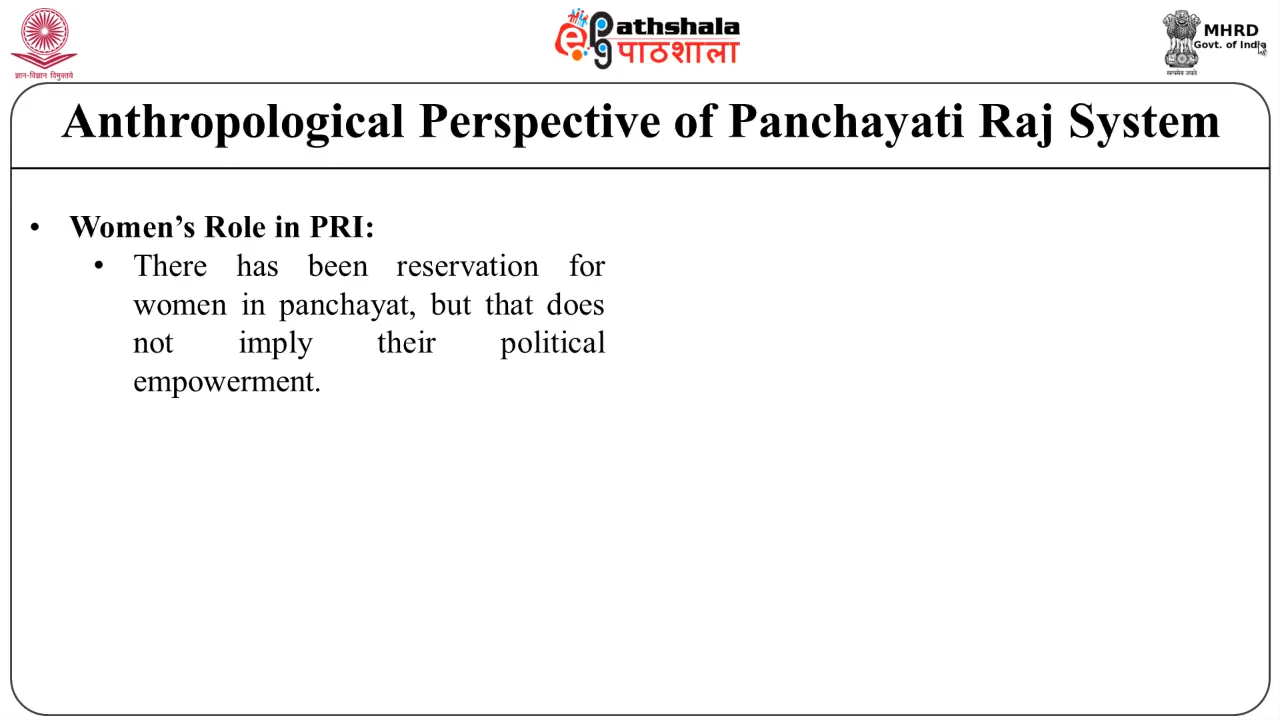 ज्ञान-विज्ञान विमुक्तये
Pathshala
पाठशाला
सत्यमेव जयते
MHRD
Govt. of India
Anthropological Perspective of Panchayati Raj System
• Women’s Role in PRI:
• There has been reservation for
women in panchayat, but that does
not imply their political
empowerment.